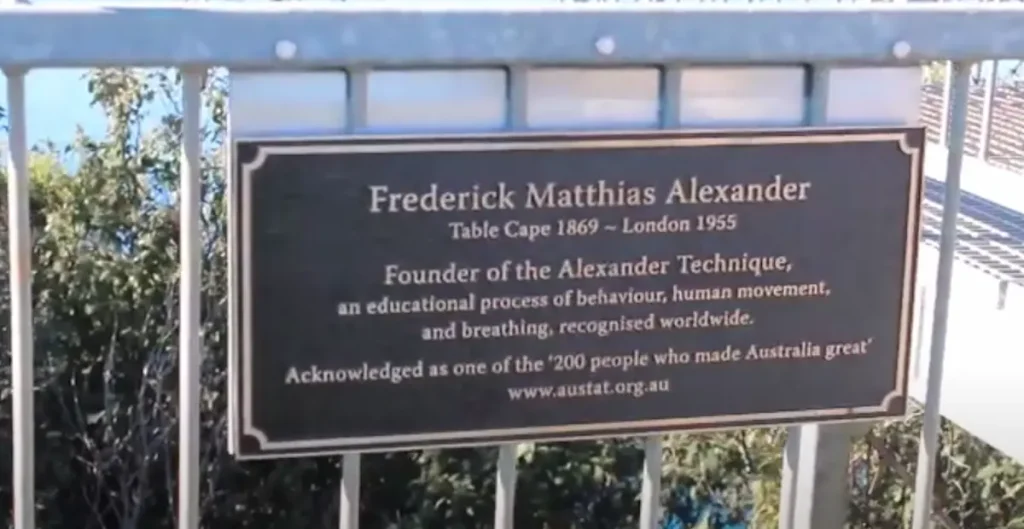 Frederick Matthias Alexander
Table Cape 1869 ~ London 1955
Founder of the Alexander Technique,
an educational process of behaviour, human movement,
and breathing, recognised worldwide.
Acknowledged as one of the '200 people who made Australia great'
www.austat.org.au